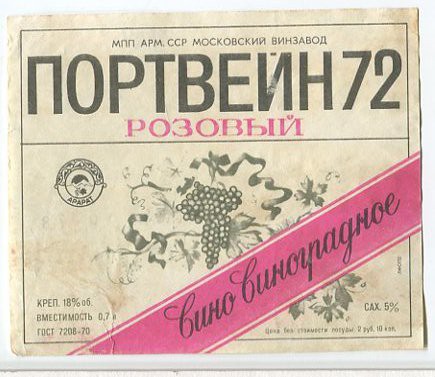 МПП АРМ. ССР МОСКОВСКИЙ ВИНЗАВОД
ПОРТВЕЙН 72
РОЗОВЫЙ
АРАРАТ
Вино виноградное
КРЕП. 18% об.
ВМЕСТИМОСТЬ 0,7 л
ГОСТ 7208-70
САХ. 5%
Цена без стоимости посуды 2 руб. 10 коп.